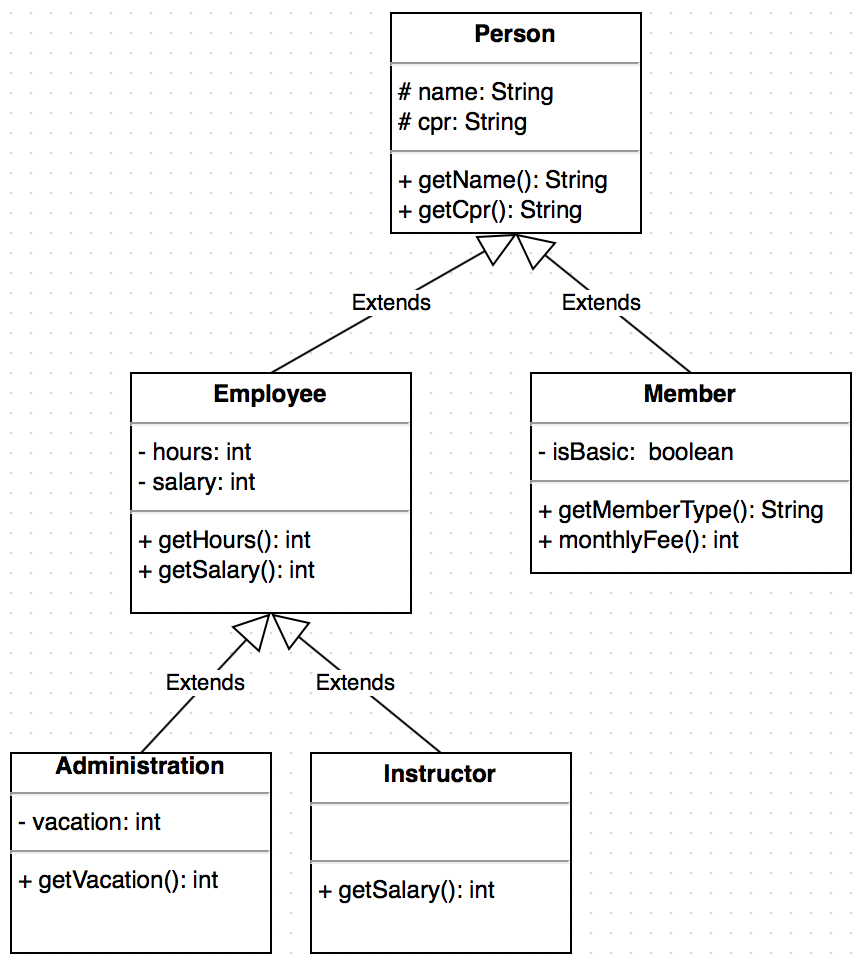 Person
# name: String
# cpr: String
+ getName(): String
+ getCpr(): String
Extends
Extends
Employee
- hours: int
- salary: int
+ getHours(): int
+ getSalary(): int
Member
- isBasic:  boolean
+ getMemberType(): String
+ monthlyFee(): int
Extends
Extends
Administration
- vacation: int
+ getVacation(): int
Instructor
+ getSalary(): int